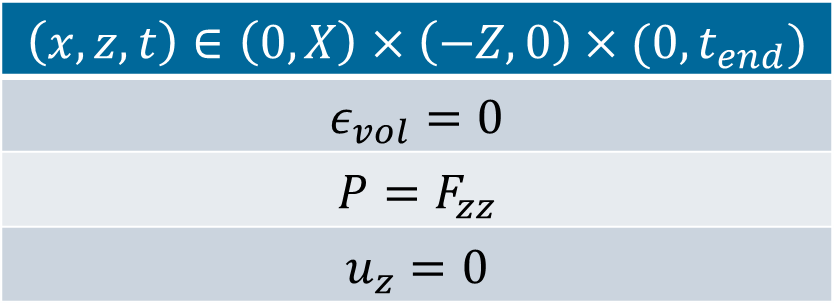 (x, z, t) ∈ (0, X) × (−Z, 0) × (0, t_end)
ϵ_vol = 0
P = F_zz
u_z = 0